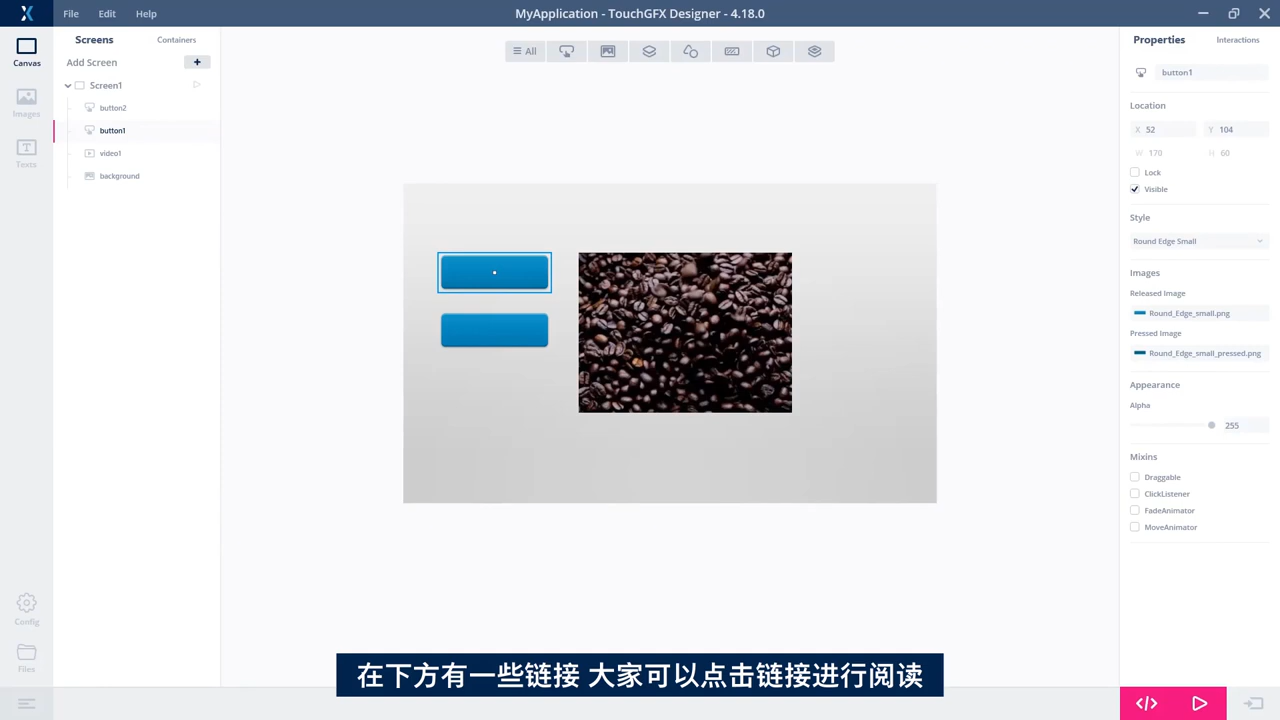 File Edit Help
MyApplication - TouchGFX Designer - 4.18.0
Canvas
Images
Texts
Config
Files
Screens Containers
Add Screen
Screen1
button2
button1
video1
background
All
Properties Interactions
button1
Location
X 52 Y 104
W 170 H 60
Lock
Visible
Style
Round Edge Small
Images
Released Image
Round_Edge_small.png
Pressed Image
Round_Edge_small_pressed.png
Appearance
Alpha
255
Mixins
Draggable
ClickListener
FadeAnimator
MoveAnimator
在下方有一些链接 大家可以点击链接进行阅读